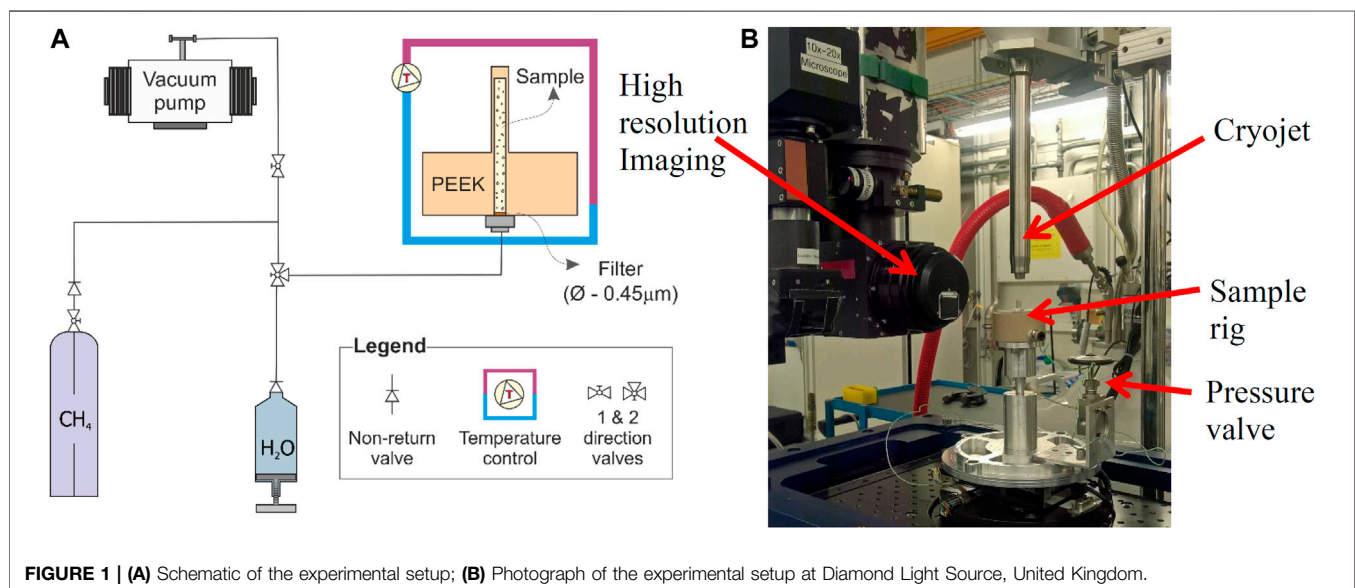 A
Vacuum
pump
T
Sample
PEEK
Filter
(Ø - 0.45µm)
CH₄
H₂O
Legend
Non-return
valve
T
Temperature
control
1 & 2
direction
valves
B
10x-20x
Microscope
High
resolution
Imaging
Cryojet
Sample
rig
Pressure
valve
FIGURE 1 | (A) Schematic of the experimental setup; (B) Photograph of the experimental setup at Diamond Light Source, United Kingdom.